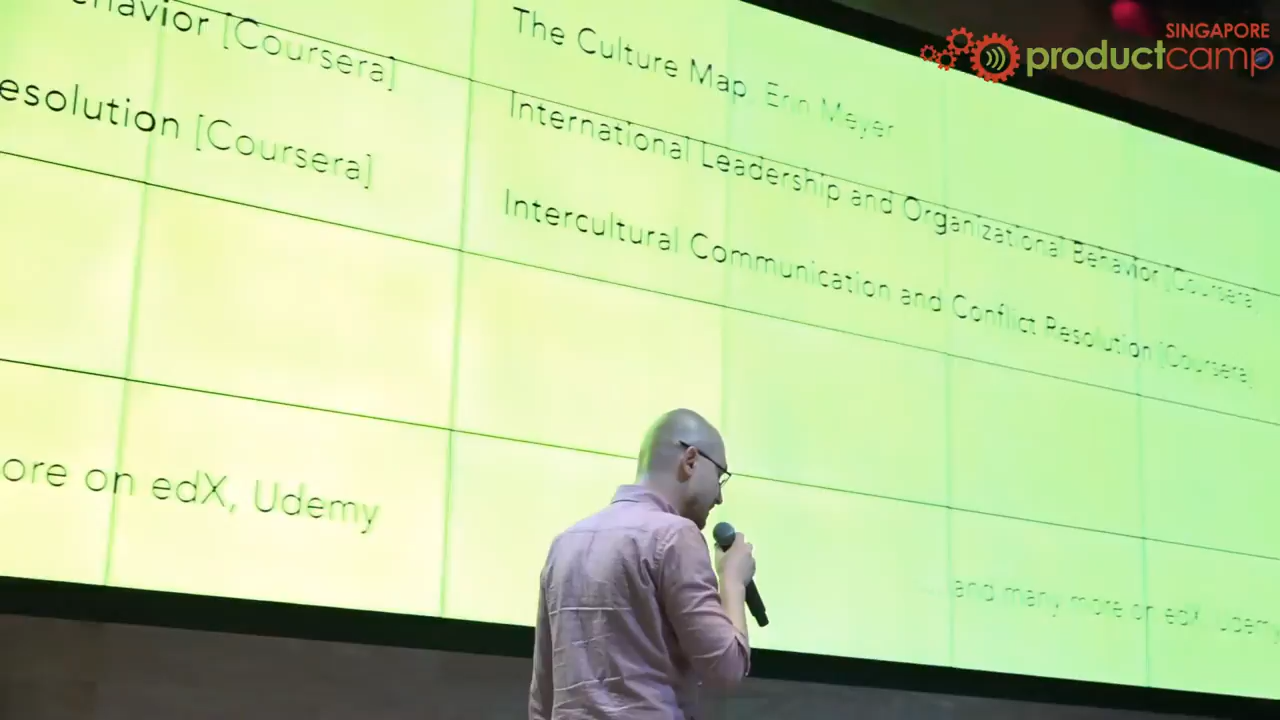 SINGAPORE
productcamp
ehavior [Coursera]
esolution [Coursera]
ore on edX, Udemy
The Culture Map, Erin Meyer
International Leadership and Organizational Behavior [Coursera]
Intercultural Communication and Conflict Resolution [Coursera]
...and many more on edX, Udemy